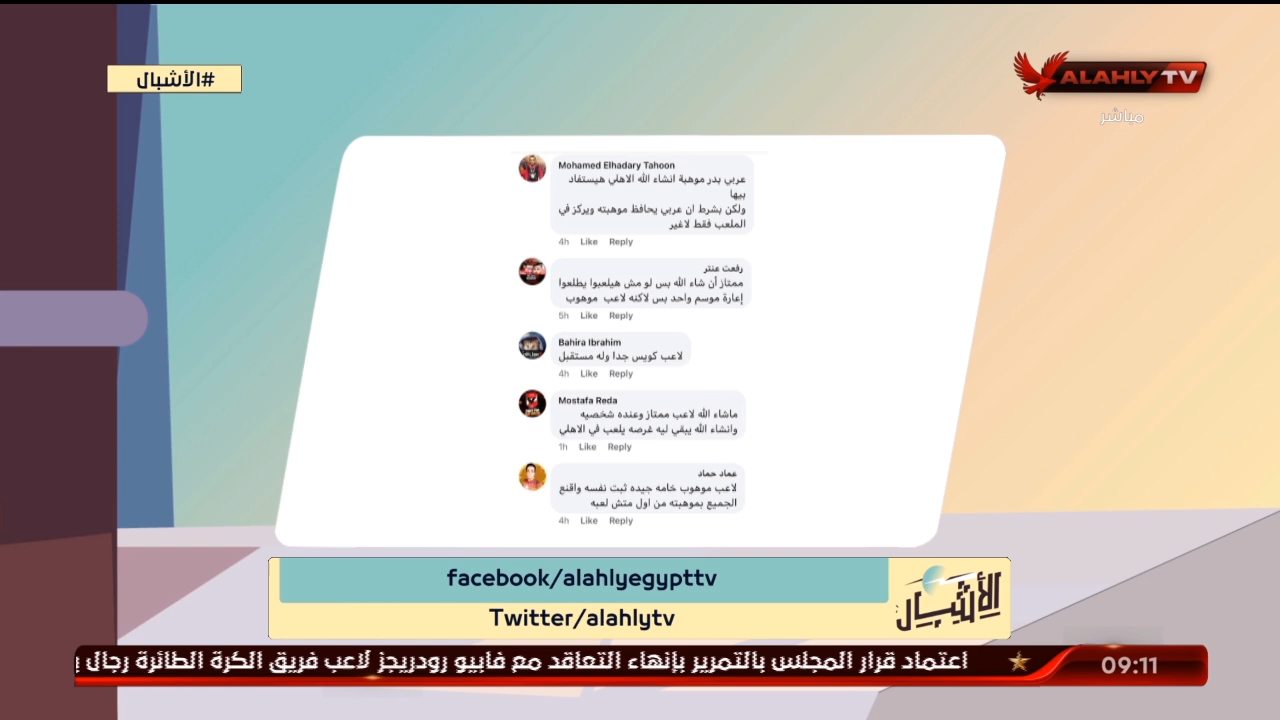 #الأشبال
ALAHLY TV
مباشر
Mohamed Elhadary Tahoon
عربي بدر موهبة انشاء الله الاهلي هيستفاد
بيها
ولكن بشرط ان عربي يحافظ موهبته ويركز في
الملعب فقط لاغير
4h Like Reply
رفعت عنتر
ممتاز أن شاء الله بس لو مش هيلعبوا يطلعوا
إعارة موسم واحد بس لاكنه لاعب موهوب
5h Like Reply
Bahira Ibrahim
لاعب كويس جدا وله مستقبل
4h Like Reply
Mostafa Reda
ماشاء الله لاعب ممتاز وعنده شخصيه
وانشاء الله يبقي ليه غرصه يلعب في الاهلي
1h Like Reply
عماد حماد
لاعب موهوب خامه جيده ثبت نفسه واقنع
الجميع بموهبته من اول متش لعبه
4h Like Reply
facebook/alahlyegypttv
Twitter/alahlytv
الأشبال
09:11
اعتماد قرار المجلس بالتمرير بإنهاء التعاقد مع فابيو رودريجز لاعب فريق الكرة الطائرة رجال